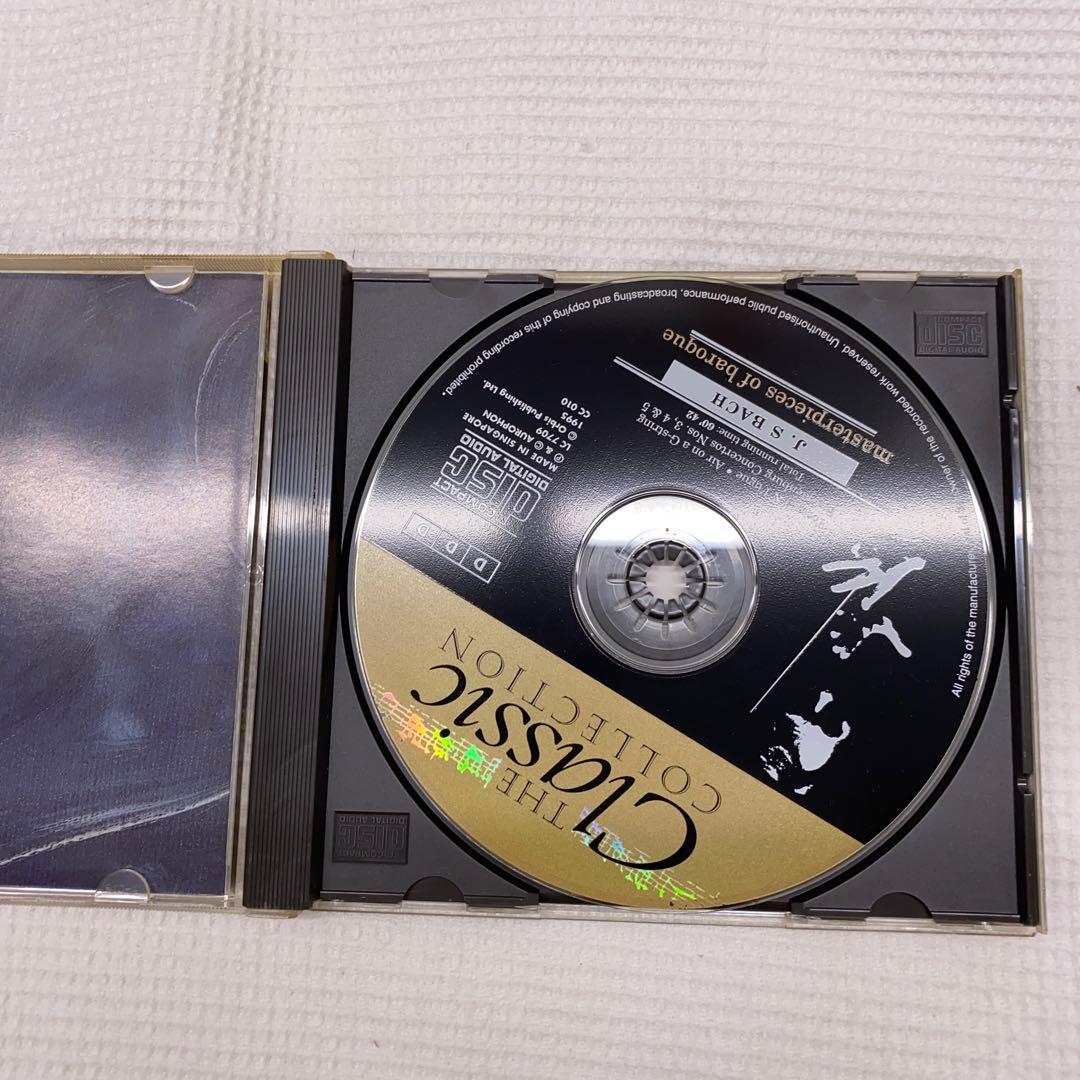 THE
Classic
COLLECTION
DDD
COMPACT
DISC
DIGITAL AUDIO
MADE IN SINGAPORE
℗ & © AUROPHON
LC 7709
© Orbis Publishing Ltd.
1995
CC 010
masterpieces of baroque
J. S BACH
Fugue • Air on a G-string
Concertos Nos. 3, 4 & 5
Total running time: 60·42
All rights of the manufacturer
owner of the recorded work reserved. Unauthorised public performance, broadcasting and copying of this recording prohibited.
COMPACT
DISC
DIGITAL AUDIO
COMPACT
DISC
DIGITAL AUDIO